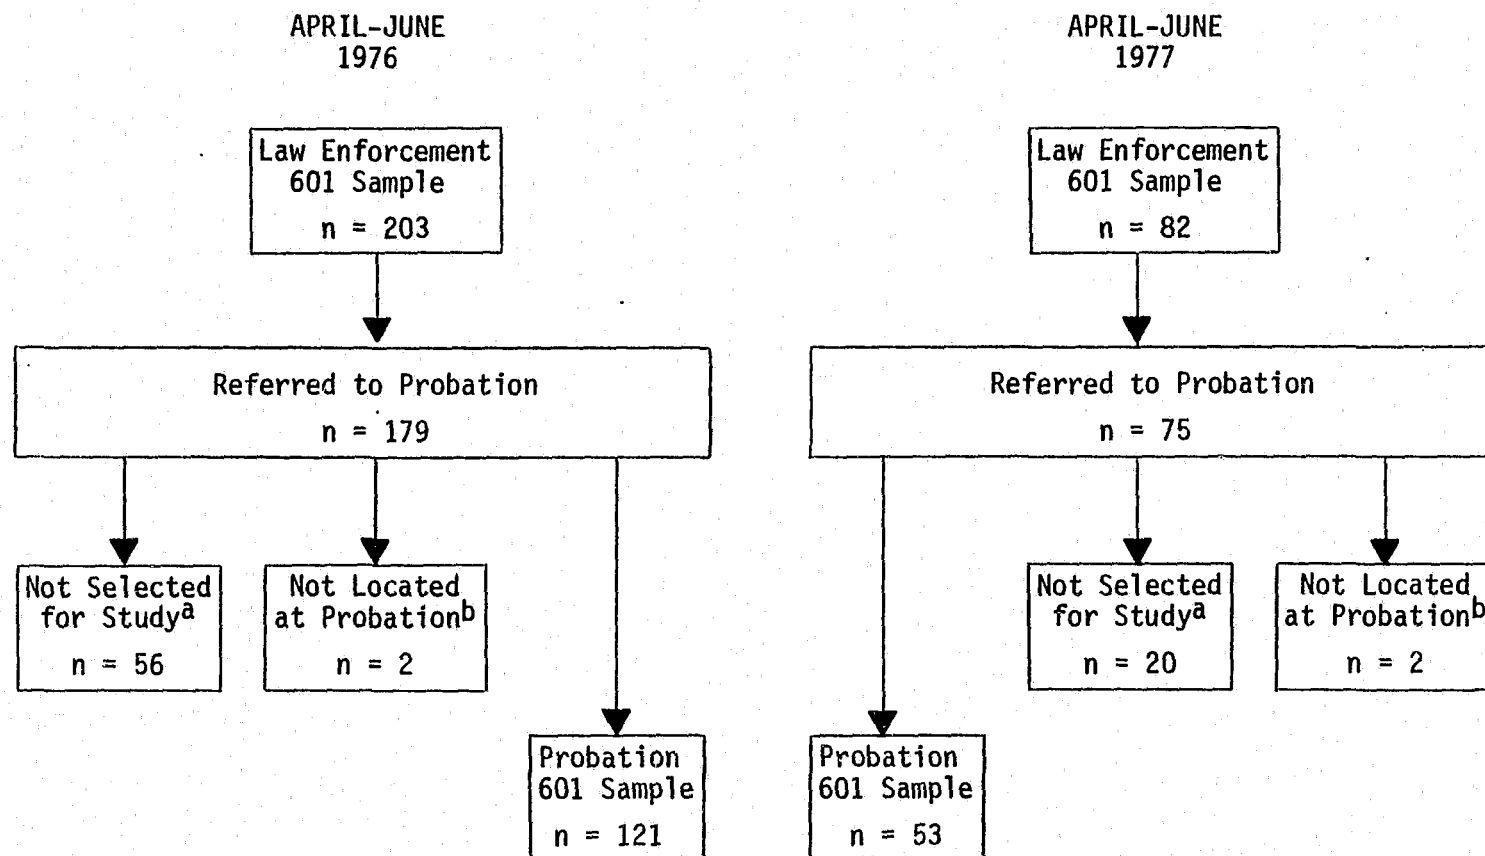 APRIL-JUNE
1976
Law Enforcement
601 Sample
n = 203
Referred to Probation
n = 179
Not Selected
for Studya
n = 56
Not Located
at Probationb
n = 2
Probation
601 Sample
n = 121
APRIL-JUNE
1977
Law Enforcement
601 Sample
n = 82
Referred to Probation
n = 75
Probation
601 Sample
n = 53
Not Selected
for Studya
n = 20
Not Located
at Probationb
n = 2